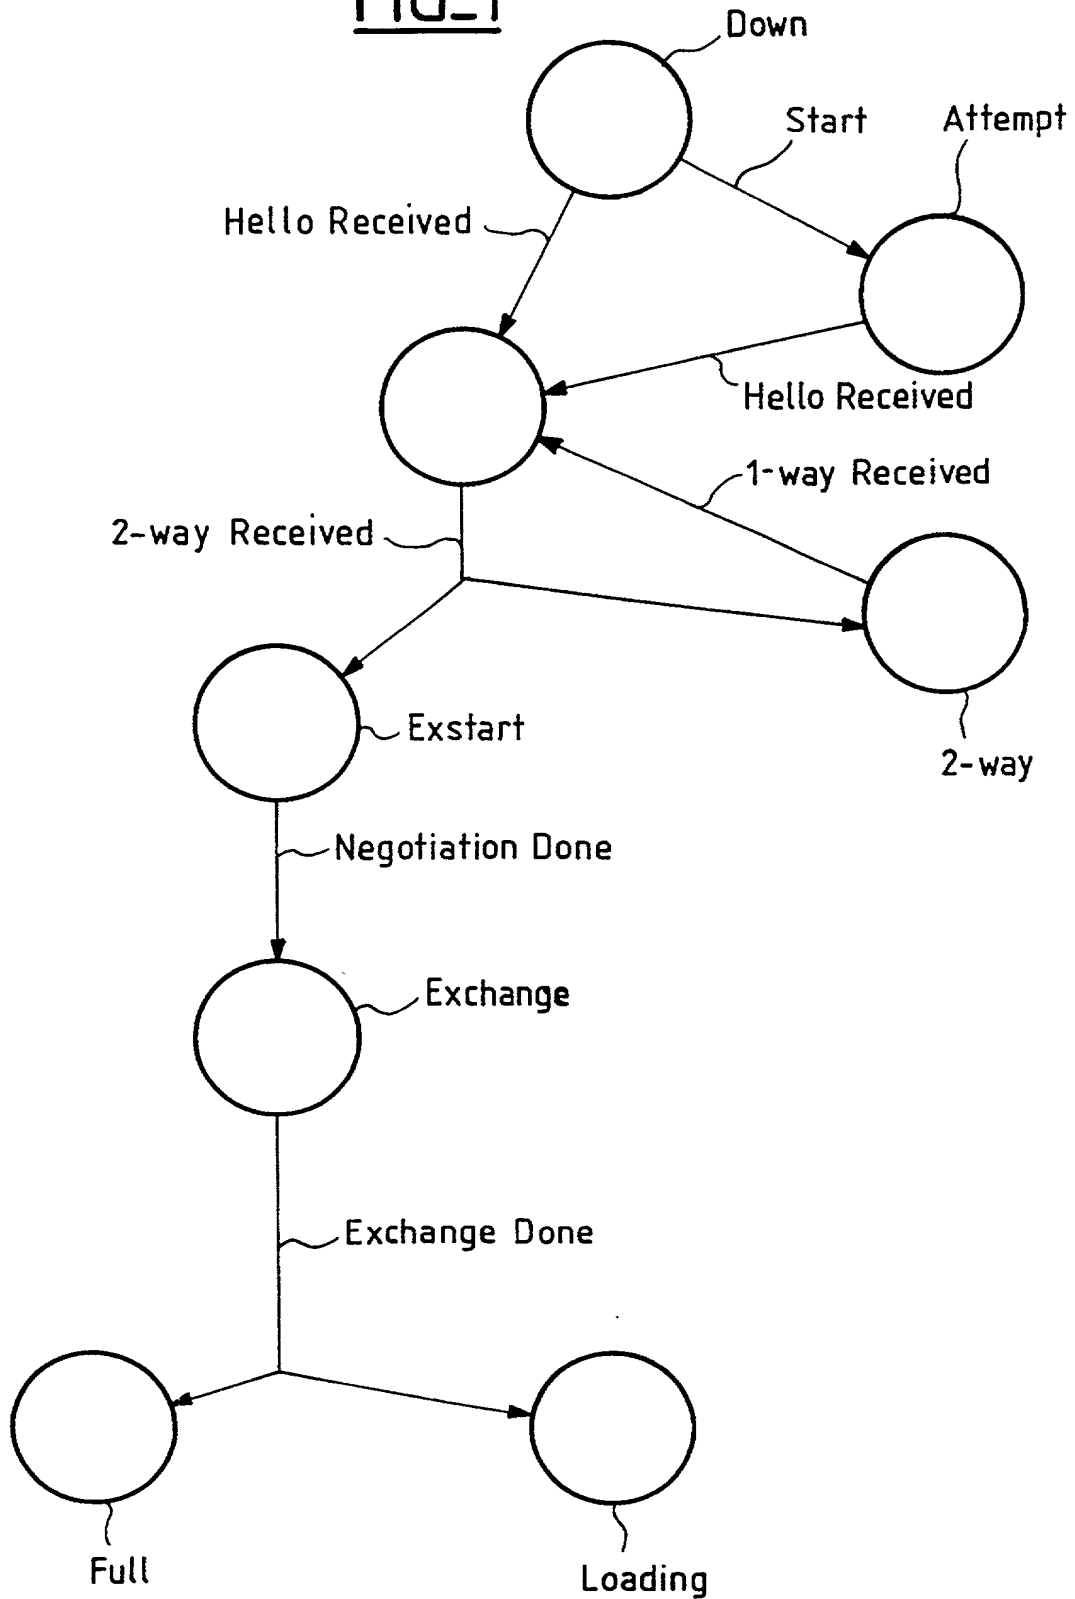 FIG_1
Down
Start
Attempt
Hello Received
Hello Received
1-way Received
2-way Received
Exstart
2-way
Negotiation Done
Exchange
Exchange Done
Full
Loading